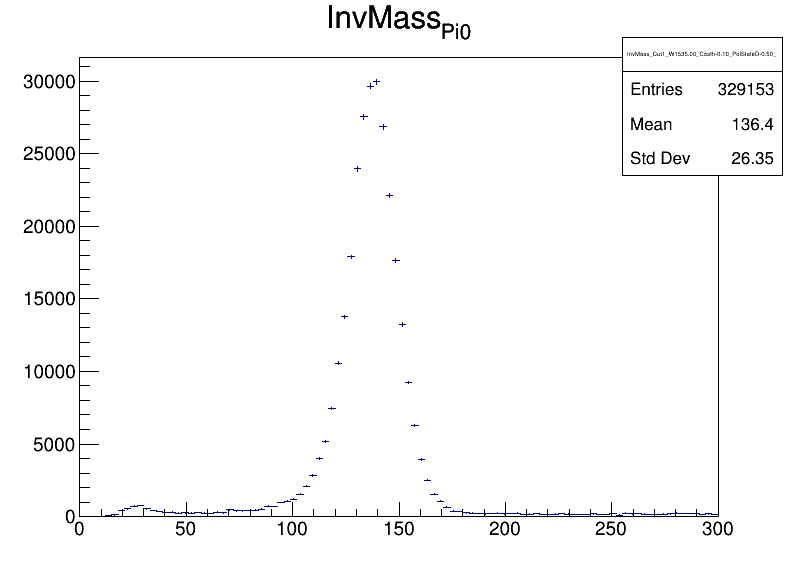 InvMass_Pi0
InvMass_Cut1_W1535.00_Costh-0.10_PolStateD-0.50_
Entries 329153
Mean 136.4
Std Dev 26.35
30000
25000
20000
15000
10000
5000
0
0 50 100 150 200 250 300